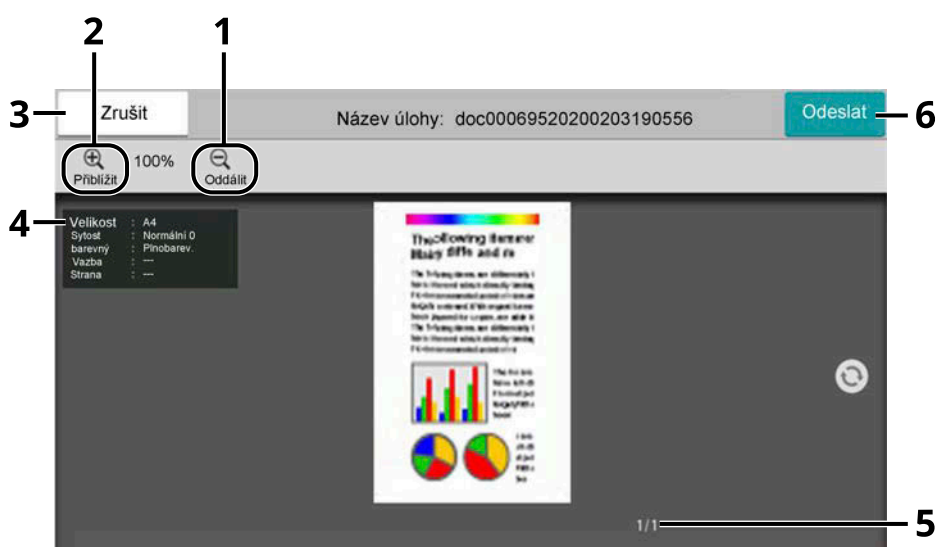 2 1
3 Zrušit Název úlohy: doc00069520200203190556 Odeslat 6
Přiblížit 100% Oddálit
4 Velikost : A4
Sytost : Normální 0
barevný : Plnobarev.
Vazba : ---
Strana : ---
and
1/1 5